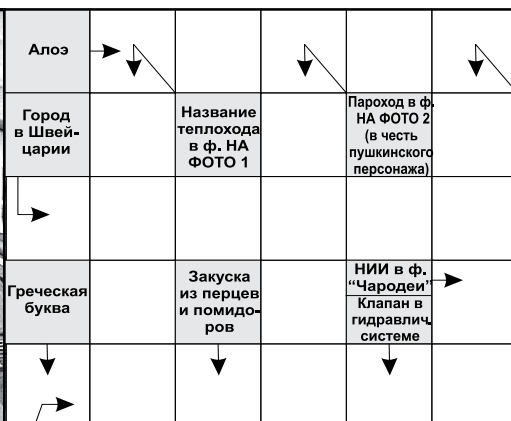 Алоэ
Город
в Швей-
царии
Название
теплохода
в ф. НА
ФОТО 1
Пароход в ф.
НА ФОТО 2
(в честь
пушкинского
персонажа)
Греческая
буква
Закуска
из перцев
и помидо-
ров
НИИ в ф.
“Чародеи”
Клапан в
гидравлич.
системе